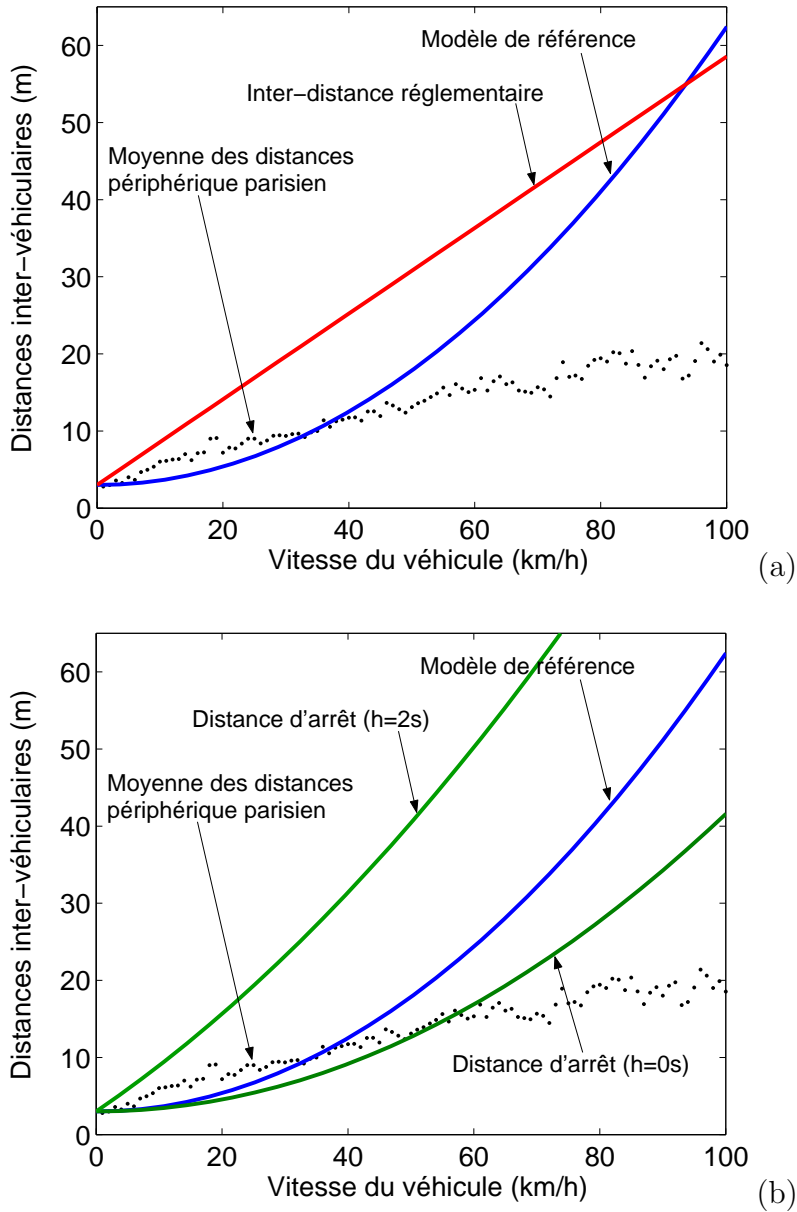 60
50
40
30
20
10
0
Distances inter−véhiculaires (m)
Modèle de référence
Inter−distance réglementaire
Moyenne des distances
périphérique parisien
0 20 40 60 80 100
Vitesse du véhicule (km/h)
(a)
60
50
40
30
20
10
0
Distances inter−véhiculaires (m)
Modèle de référence
Distance d'arrêt (h=2s)
Moyenne des distances
périphérique parisien
Distance d'arrêt (h=0s)
0 20 40 60 80 100
Vitesse du véhicule (km/h)
(b)